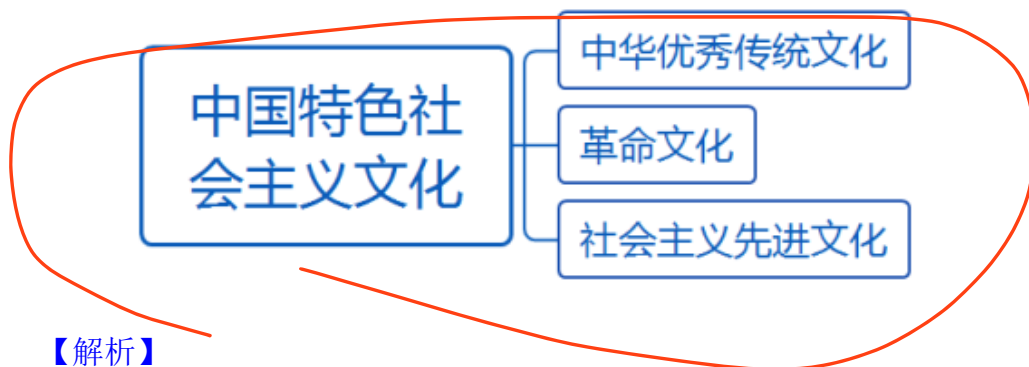 中国特色社
会主义文化
中华优秀传统文化
革命文化
社会主义先进文化
【解析】